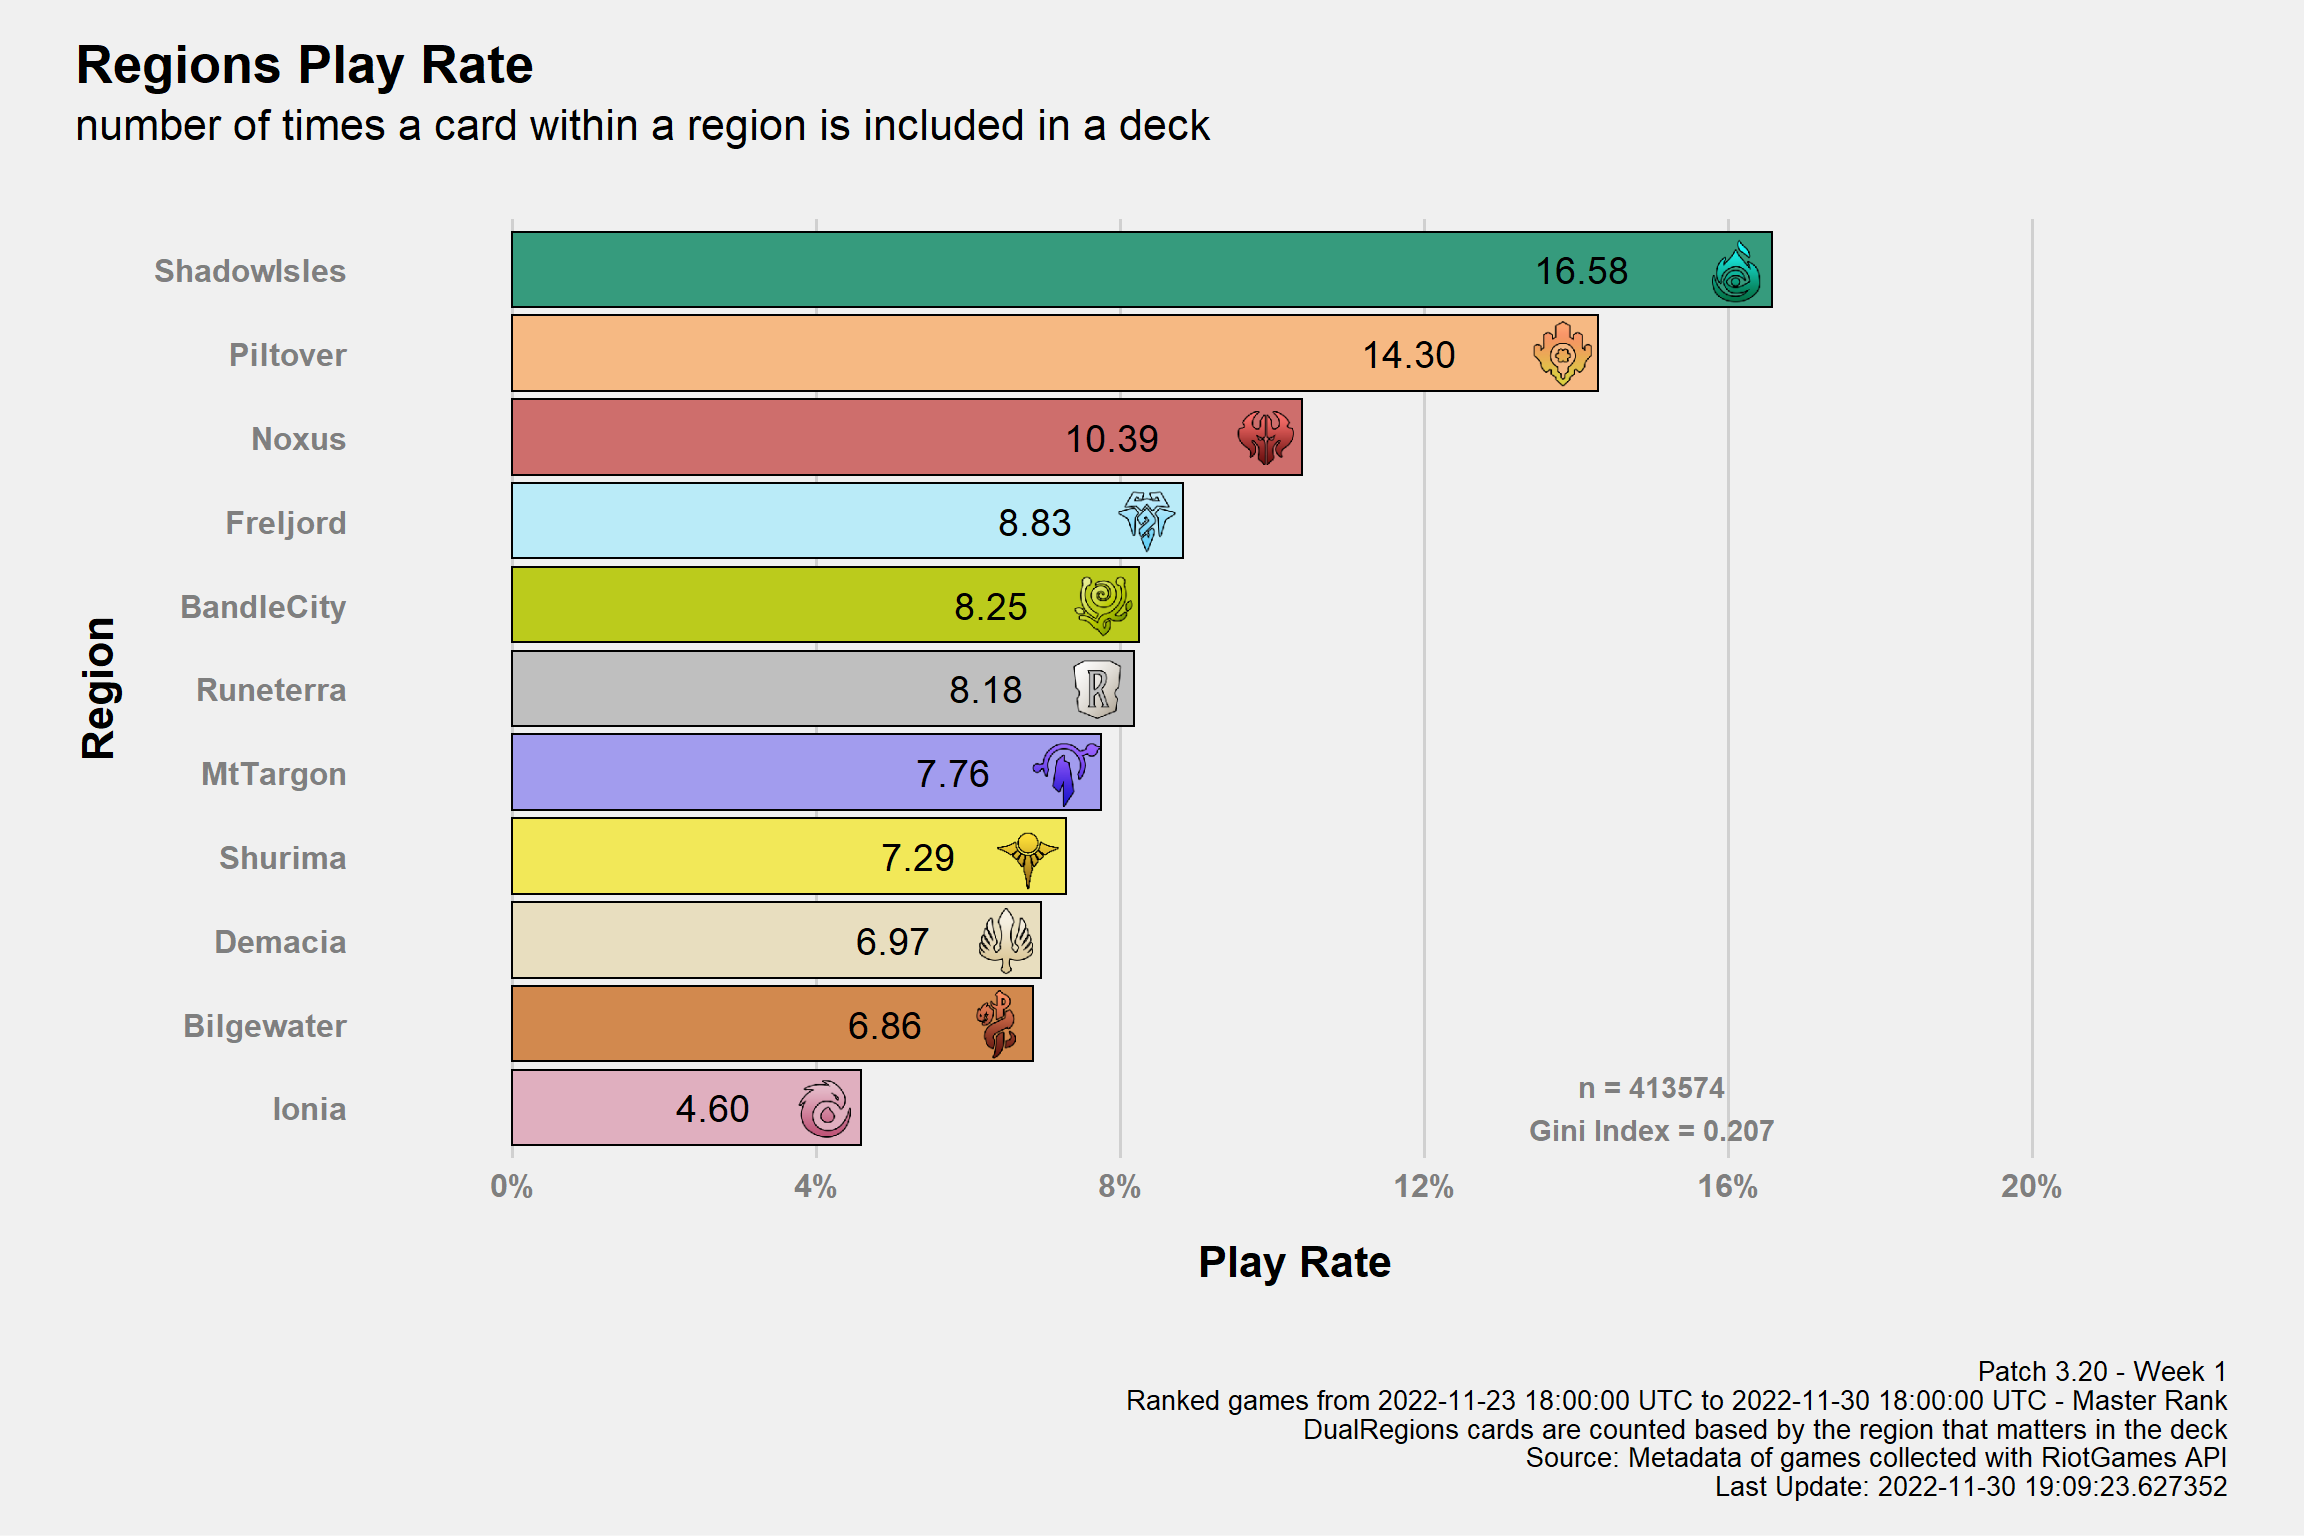 Regions Play Rate
number of times a card within a region is included in a deck
Region
ShadowIsles 16.58
Piltover 14.30
Noxus 10.39
Freljord 8.83
BandleCity 8.25
Runeterra 8.18
R
MtTargon 7.76
Shurima 7.29
Demacia 6.97
Bilgewater 6.86
Ionia 4.60
n = 413574
Gini Index = 0.207
0% 4% 8% 12% 16% 20%
Play Rate
Patch 3.20 - Week 1
Ranked games from 2022-11-23 18:00:00 UTC to 2022-11-30 18:00:00 UTC - Master Rank
DualRegions cards are counted based by the region that matters in the deck
Source: Metadata of games collected with RiotGames API
Last Update: 2022-11-30 19:09:23.627352